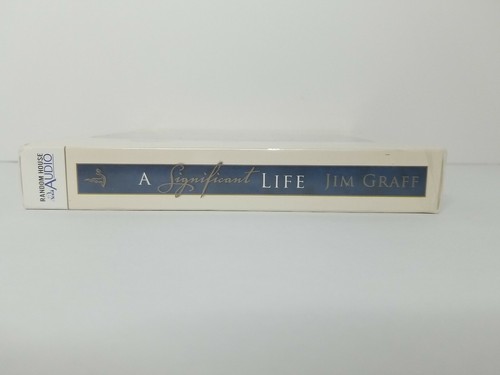 RANDOM HOUSE
AUDIO
A Significant LIFE JIM GRAFF